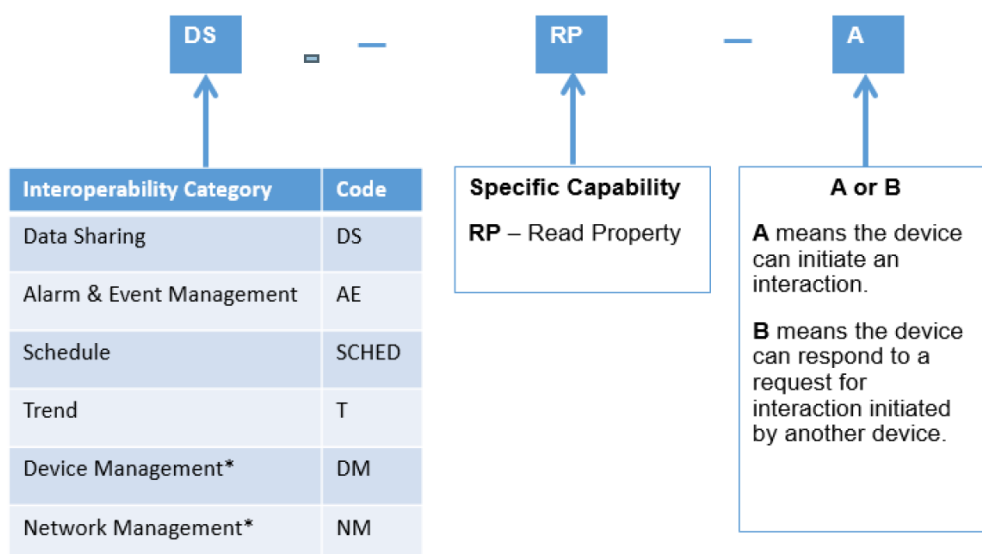 DS – RP – A
Interoperability Category Code
Data Sharing DS
Alarm & Event Management AE
Schedule SCHED
Trend T
Device Management* DM
Network Management* NM
Specific Capability
RP – Read Property
A or B
A means the device
can initiate an
interaction.
B means the device
can respond to a
request for
interaction initiated
by another device.